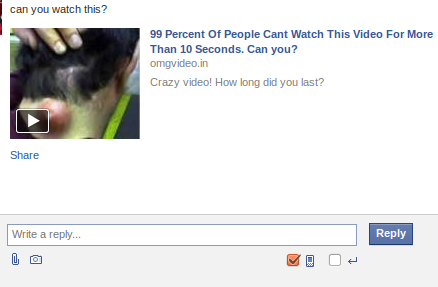 can you watch this?
99 Percent Of People Cant Watch This Video For More
Than 10 Seconds. Can you?
omgvideo.in
Crazy video! How long did you last?
Share
Write a reply...
Reply